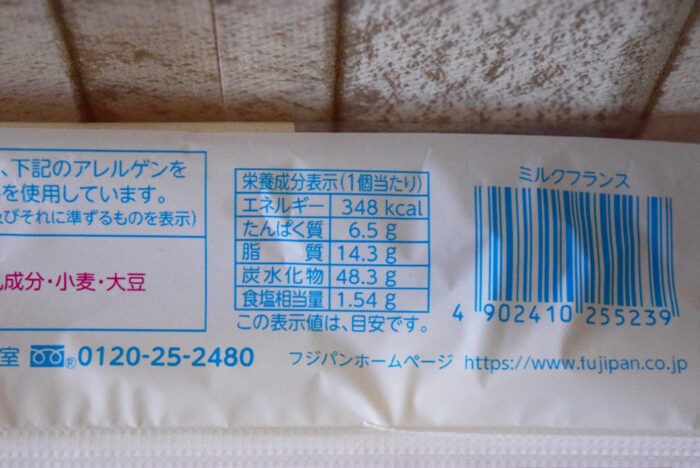 、下記のアレルゲンを
を使用しています。
及びそれに準ずるものを表示)
成分・小麦・大豆
栄養成分表示(1個当たり)
エネルギー 348 kcal
たんぱく質 6.5 g
脂質 14.3 g
炭水化物 48.3 g
食塩相当量 1.54 g
この表示値は、目安です。
ミルクフランス
4 902410 255239
室 ®0120-25-2480 フジパンホームページ https://www.fujipan.co.jp